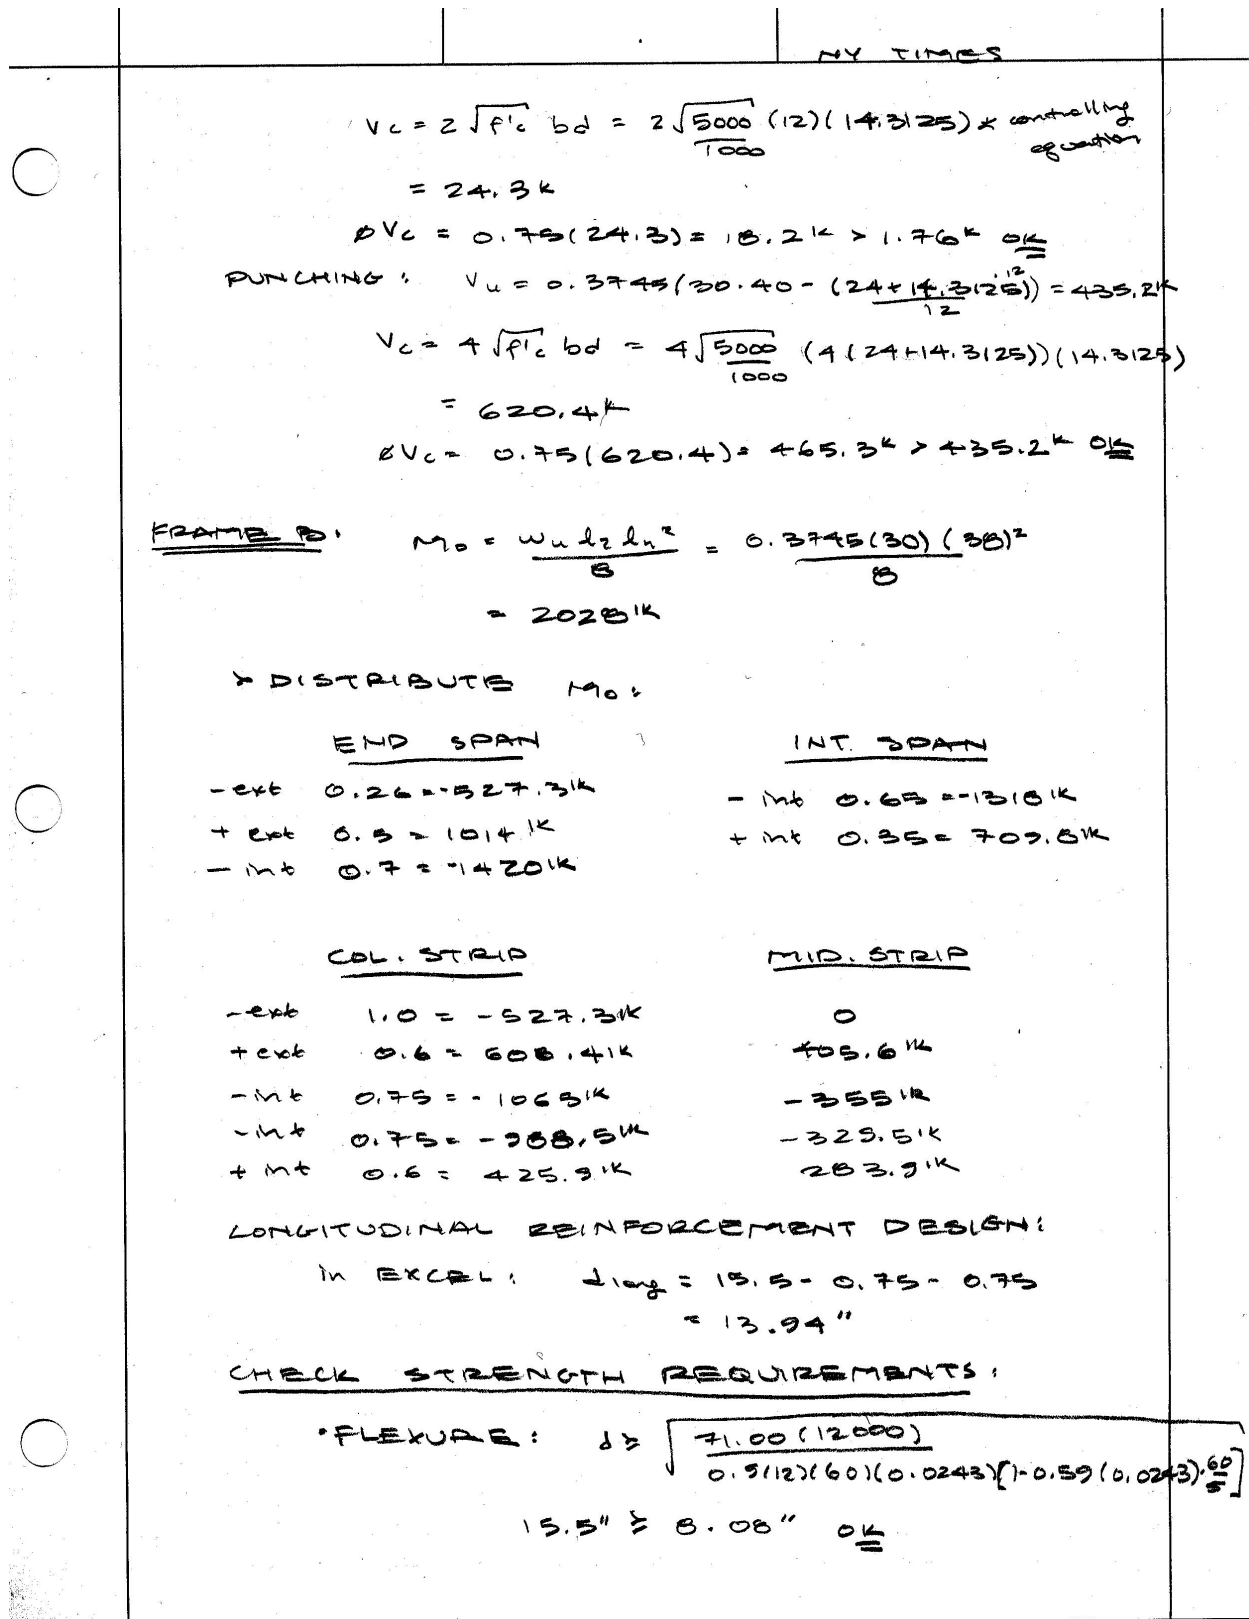 NY TIMES
Vc = 2√f'c bd = 2√5000/1000 (12)(14.3125) * controlling equation
= 24.3k
øVc = 0.75(24.3) = 18.2k > 1.76k OK
PUNCHING: Vu = 0.3745(30·40 - ((24+14.3125)/12)²) = 435.2k
Vc = 4√f'c bd = 4√5000/1000 (4(24+14.3125))(14.3125)
= 620.4k
øVc = 0.75(620.4) = 465.3k > 435.2k OK
FRAME B: Mo = wu l2 ln²/8 = 0.3745(30)(38)²/8
= 2028'k
> DISTRIBUTE Mo:
END SPAN INT. SPAN
-ext 0.26 = -527.3'k - int 0.65 = -1318'k
+ ext 0.5 = 1014'k + int 0.35 = 709.8'k
- int 0.7 = -1420'k
COL. STRIP MID. STRIP
-ext 1.0 = -527.3'k 0
+ ext 0.6 = 608.4'k 405.6'k
-int 0.75 = -1065'k -355'k
-int 0.75 = -988.5'k -329.5'k
+ int 0.6 = 425.9'k 283.9'k
LONGITUDINAL REINFORCEMENT DESIGN:
in EXCEL: dlong = 15.5 - 0.75 - 0.75
= 13.94"
CHECK STRENGTH REQUIREMENTS:
•FLEXURE: d ≥ √71.00(12000)/0.9(12)(60)(0.0243)[1-0.59(0.0243)·60/5]
15.5" ≥ 8.08" OK